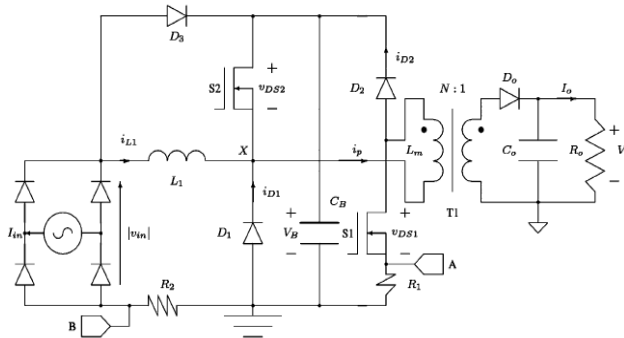 D3
S2
+
vDS2
−
iD2
D2
N : 1
Do
Io
iL1
X
ip
Lm
Co
Ro
+
V
−
L1
iD1
T1
Iin
|vin|
D1
+
VB
−
CB
S1
+
vDS1
−
A
R2
R1
B